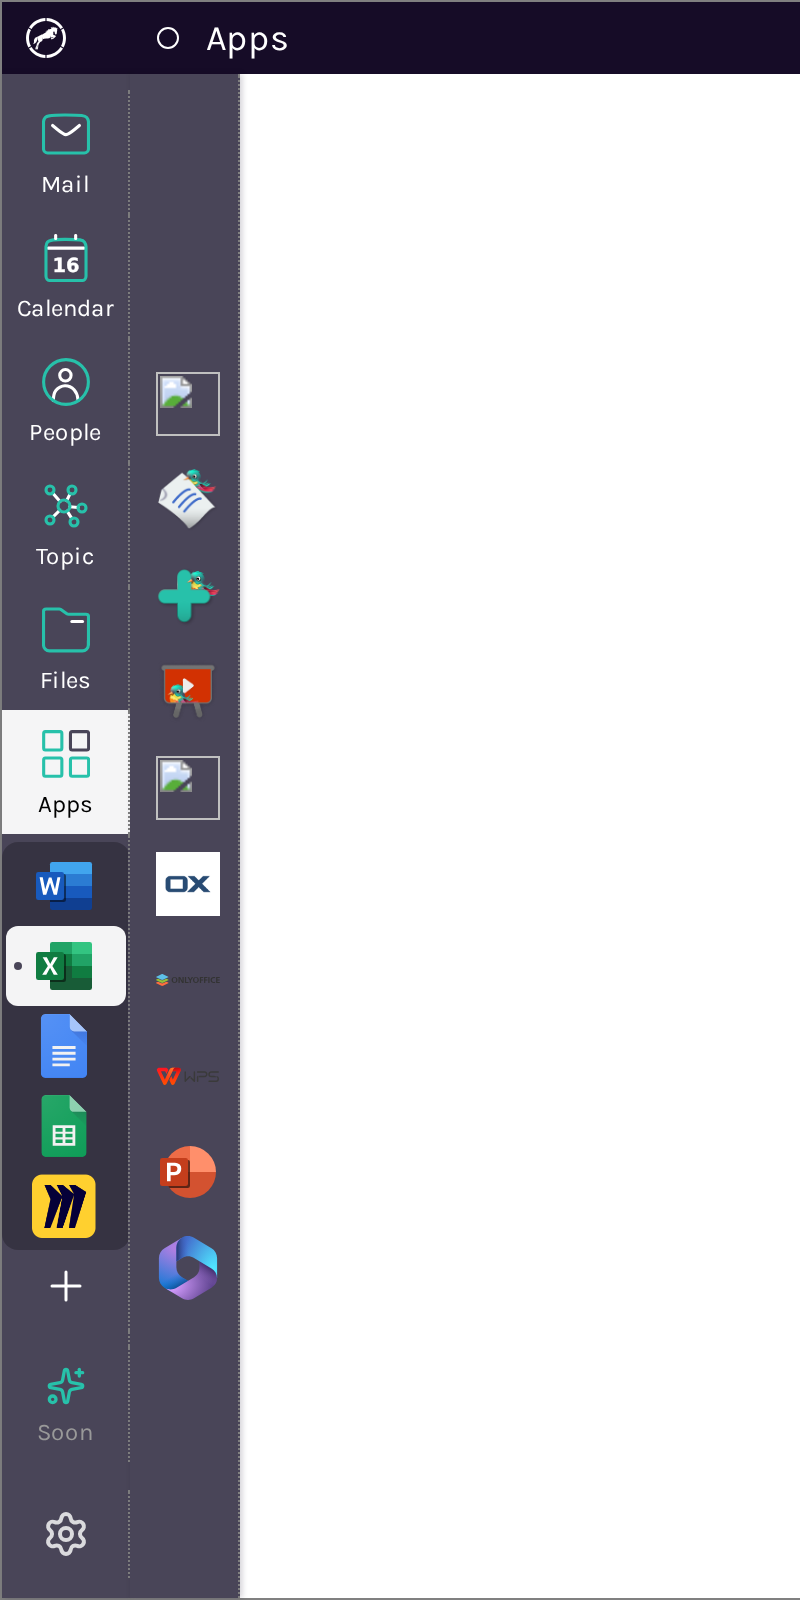 Apps
Mail
16
Calendar
People
Topic
Files
Apps
W
X
OX
ONLYOFFICE
WPS
P
Soon